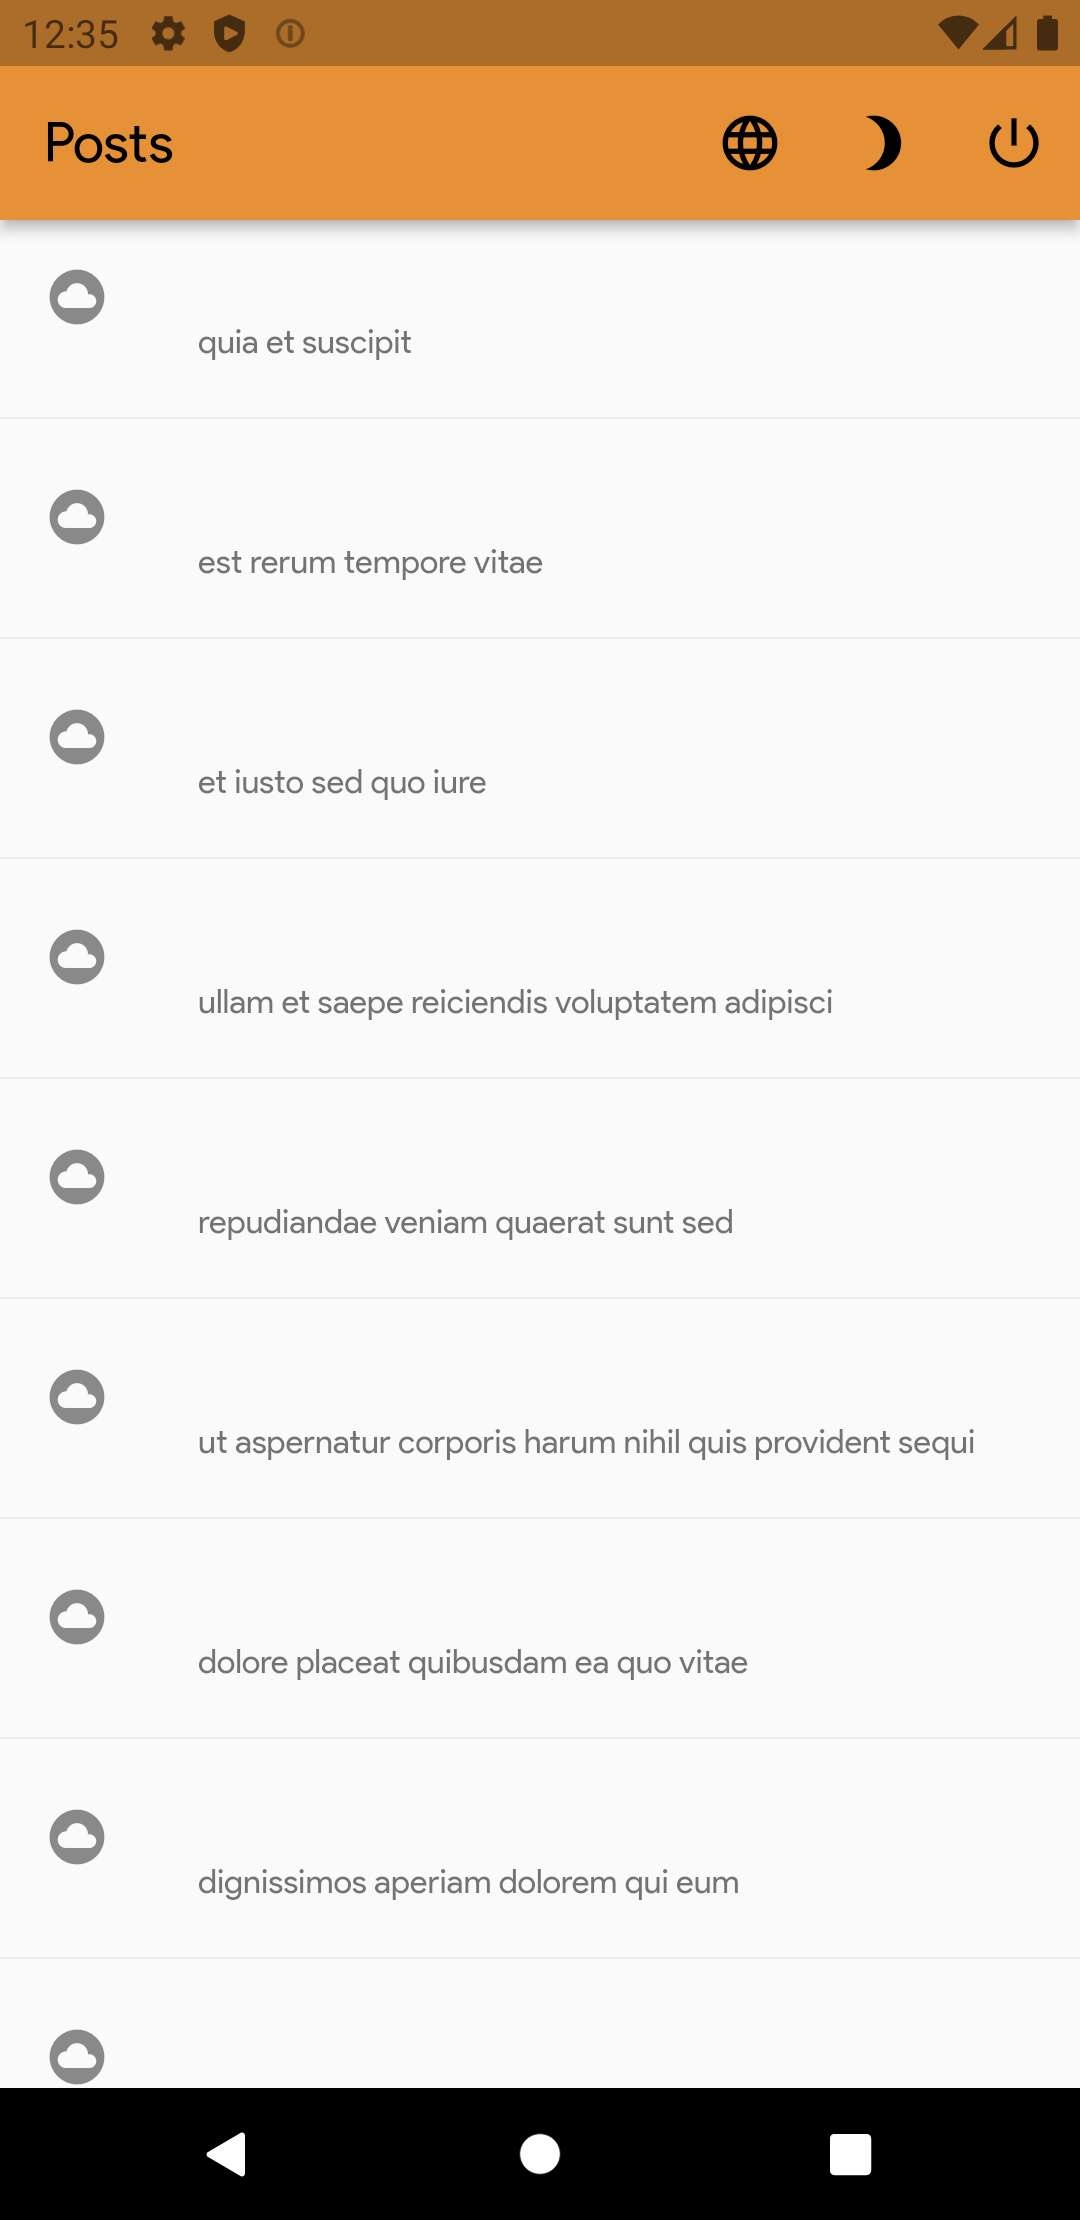 12:35
Posts
quia et suscipit
est rerum tempore vitae
et iusto sed quo iure
ullam et saepe reiciendis voluptatem adipisci
repudiandae veniam quaerat sunt sed
ut aspernatur corporis harum nihil quis provident sequi
dolore placeat quibusdam ea quo vitae
dignissimos aperiam dolorem qui eum